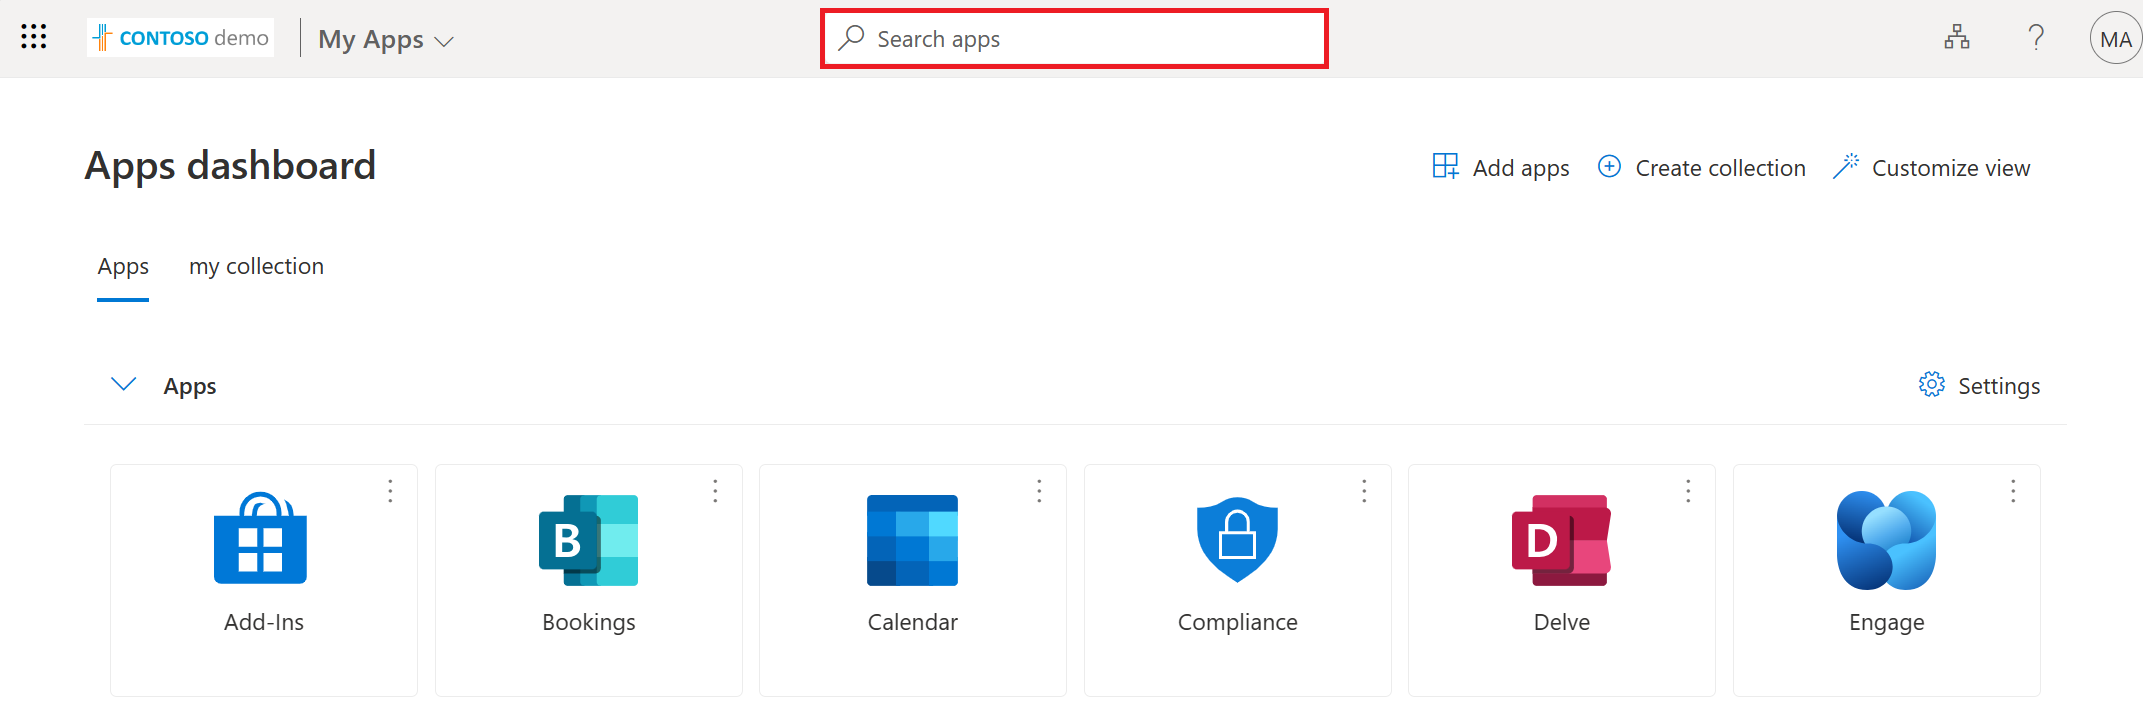 CONTOSO demo
My Apps
Search apps
?
MA
Apps dashboard
Add apps
Create collection
Customize view
Apps
my collection
Apps
Settings
B
D
Add-Ins
Bookings
Calendar
Compliance
Delve
Engage